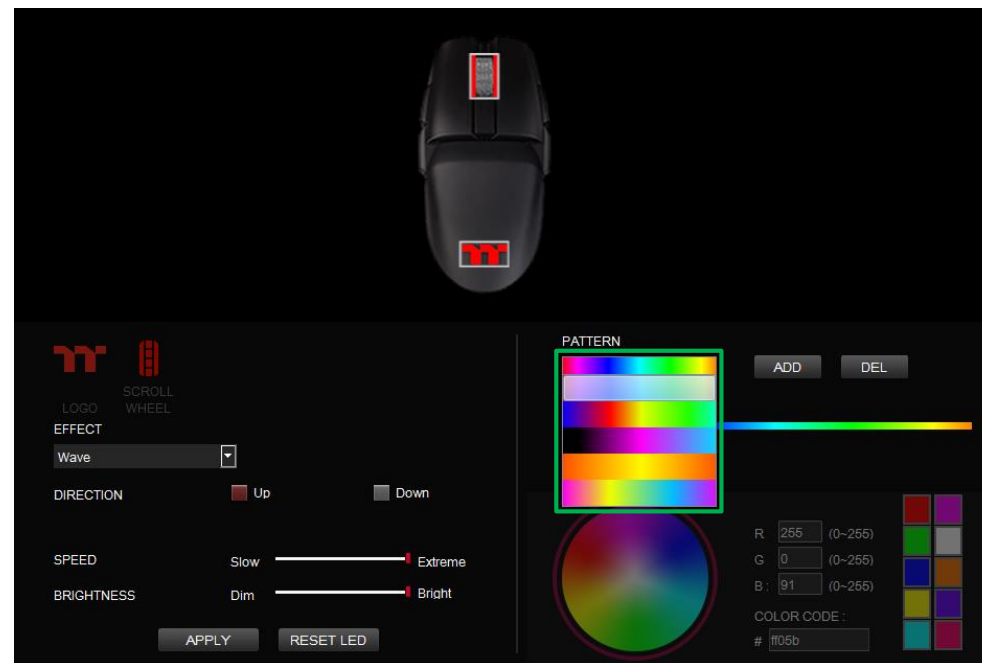 PATTERN
ADD DEL
SCROLL
LOGO WHEEL
EFFECT
Wave
DIRECTION Up Down
SPEED Slow Extreme
BRIGHTNESS Dim Bright
APPLY RESET LED
R 255 (0~255)
G 0 (0~255)
B : 91 (0~255)
COLOR CODE :
# ff05b